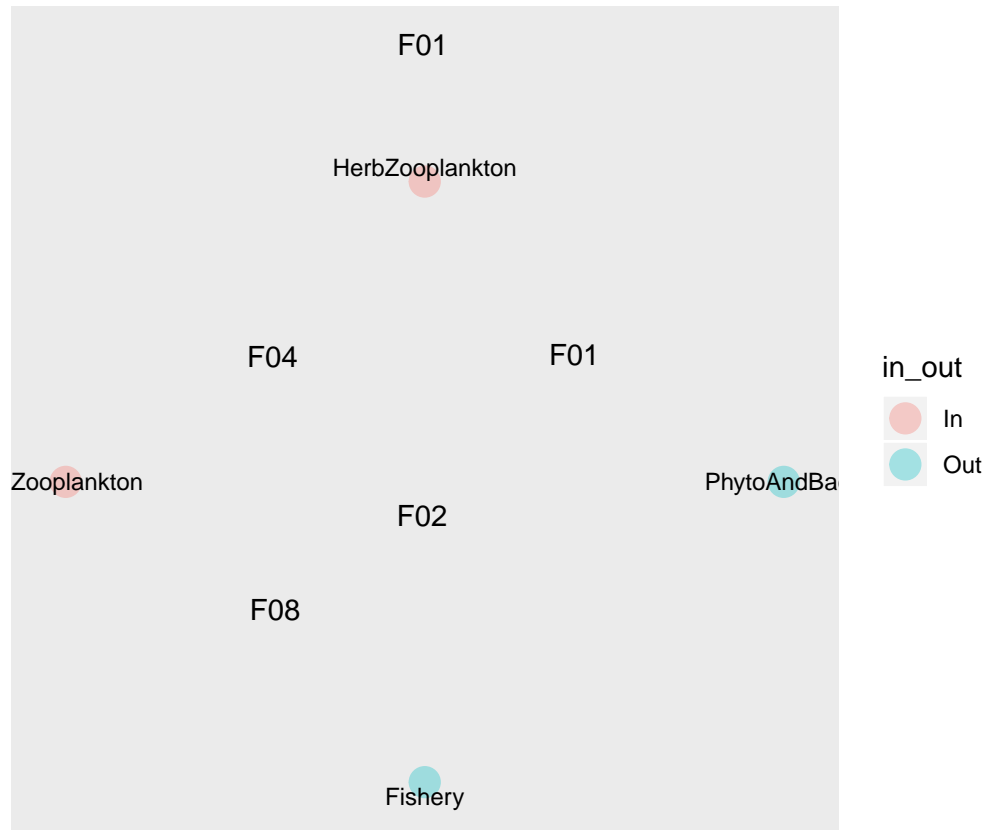 F01
HerbZooplankton
F04
F01
in_out
In
Out
Zooplankton
PhytoAndBa
F02
F08
Fishery